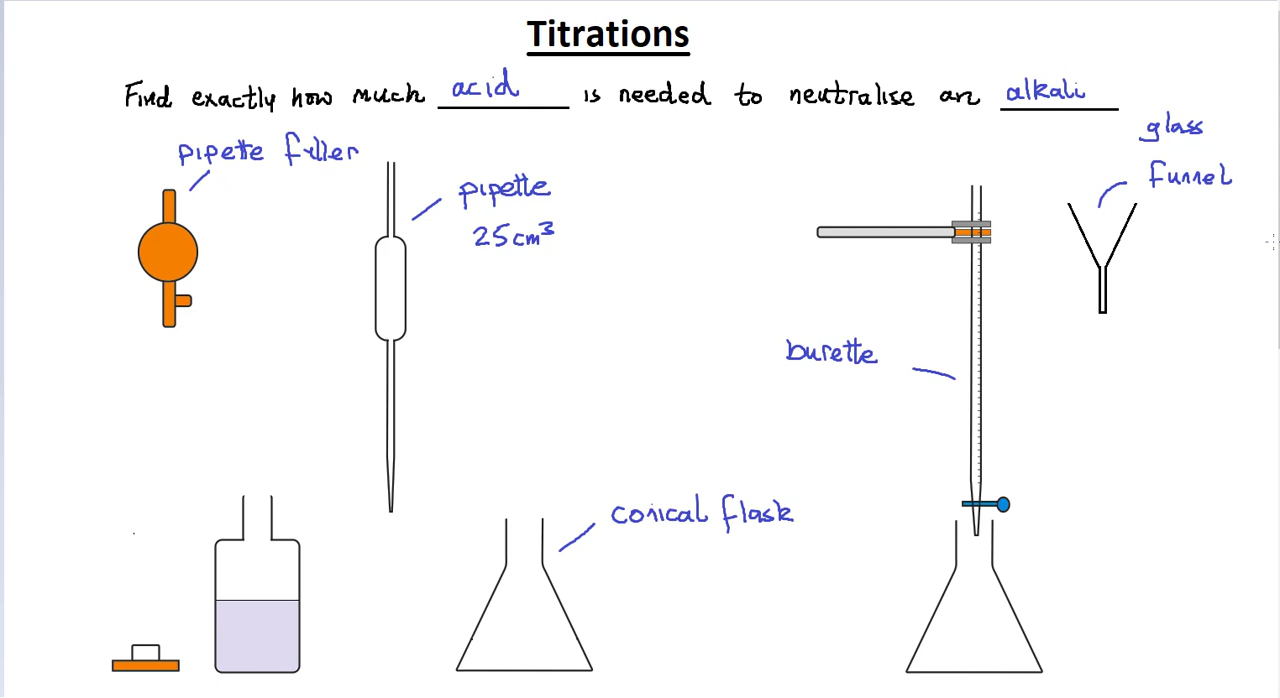 Titrations
Find exactly how much acid is needed to neutralise an alkali
pipette filler
pipette
25cm³
glass
funnel
burette
conical flask